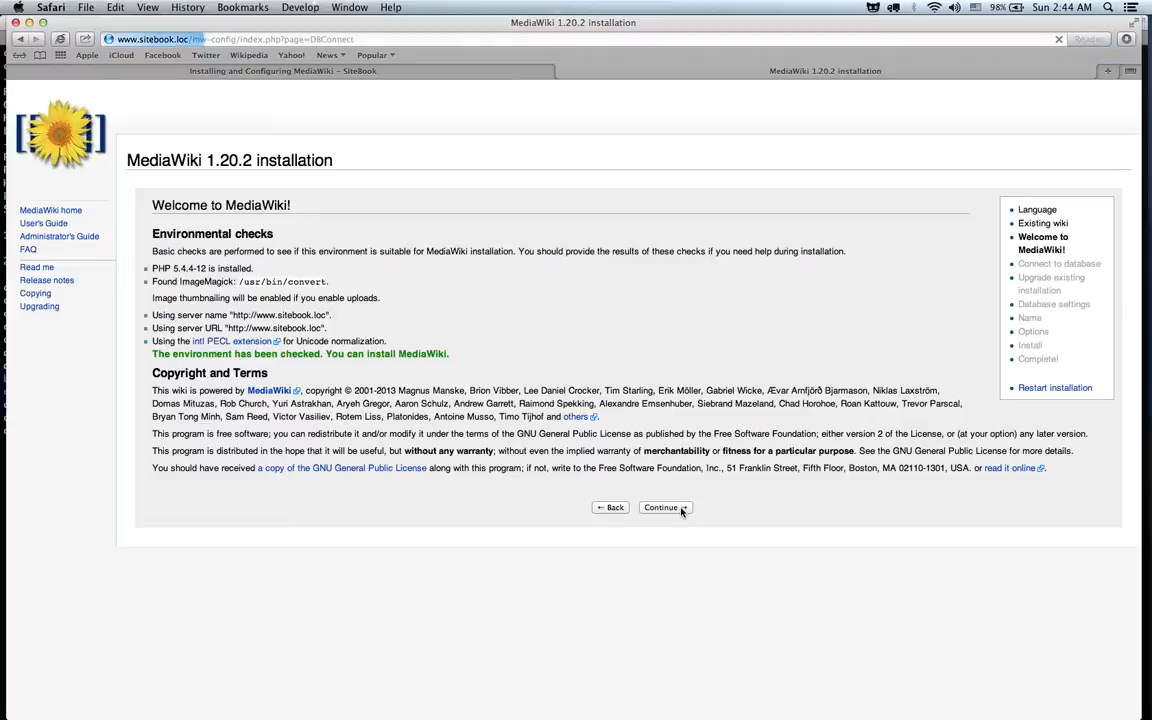 Safari File Edit View History Bookmarks Develop Window Help 98% Sun 2:44 AM
MediaWiki 1.20.2 installation
www.sitebook.loc/mw-config/index.php?page=DBConnect Reader
Apple iCloud Facebook Twitter Wikipedia Yahoo! News Popular
Installing and Configuring MediaWiki – SiteBook MediaWiki 1.20.2 installation
MediaWiki home
User's Guide
Administrator's Guide
FAQ
Read me
Release notes
Copying
Upgrading
MediaWiki 1.20.2 installation
Welcome to MediaWiki!
Environmental checks
Basic checks are performed to see if this environment is suitable for MediaWiki installation. You should provide the results of these checks if you need help during installation.
PHP 5.4.4-12 is installed.
Found ImageMagick: /usr/bin/convert.
Image thumbnailing will be enabled if you enable uploads.
Using server name "http://www.sitebook.loc".
Using server URL "http://www.sitebook.loc".
Using the intl PECL extension for Unicode normalization.
The environment has been checked. You can install MediaWiki.
Copyright and Terms
This wiki is powered by MediaWiki, copyright © 2001-2013 Magnus Manske, Brion Vibber, Lee Daniel Crocker, Tim Starling, Erik Möller, Gabriel Wicke, Ævar Arnfjörð Bjarmason, Niklas Laxström,
Domas Mituzas, Rob Church, Yuri Astrakhan, Aryeh Gregor, Aaron Schulz, Andrew Garrett, Raimond Spekking, Alexandre Emsenhuber, Siebrand Mazeland, Chad Horohoe, Roan Kattouw, Trevor Parscal,
Bryan Tong Minh, Sam Reed, Victor Vasiliev, Rotem Liss, Platonides, Antoine Musso, Timo Tijhof and others.
This program is free software; you can redistribute it and/or modify it under the terms of the GNU General Public License as published by the Free Software Foundation; either version 2 of the License, or (at your option) any later version.
This program is distributed in the hope that it will be useful, but without any warranty; without even the implied warranty of merchantability or fitness for a particular purpose. See the GNU General Public License for more details.
You should have received a copy of the GNU General Public License along with this program; if not, write to the Free Software Foundation, Inc., 51 Franklin Street, Fifth Floor, Boston, MA 02110-1301, USA. or read it online.
← Back Continue →
Language
Existing wiki
Welcome to
MediaWiki!
Connect to database
Upgrade existing
installation
Database settings
Name
Options
Install
Complete!
Restart installation